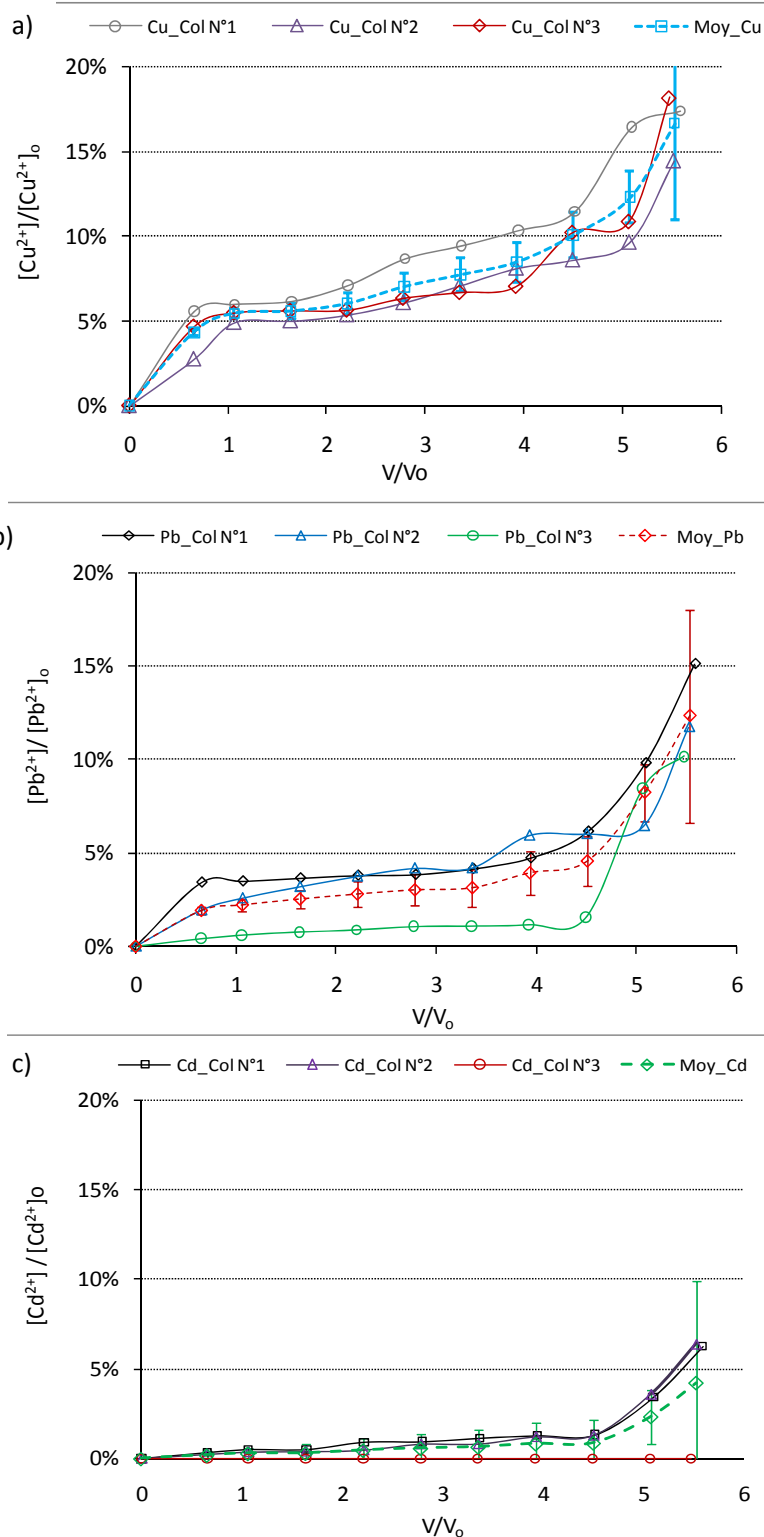 a)
Cu_Col N°1 Cu_Col N°2 Cu_Col N°3 Moy_Cu
20%
15%
10%
5%
0%
[Cu²⁺]/[Cu²⁺]ₒ
0 1 2 3 4 5 6
V/Vo
b)
Pb_Col N°1 Pb_Col N°2 Pb_Col N°3 Moy_Pb
20%
15%
10%
5%
0%
[Pb²⁺]/ [Pb²⁺]ₒ
0 1 2 3 4 5 6
V/Vₒ
c)
Cd_Col N°1 Cd_Col N°2 Cd_Col N°3 Moy_Cd
20%
15%
10%
5%
0%
[Cd²⁺] / [Cd²⁺]o
0 1 2 3 4 5 6
V/Vₒ